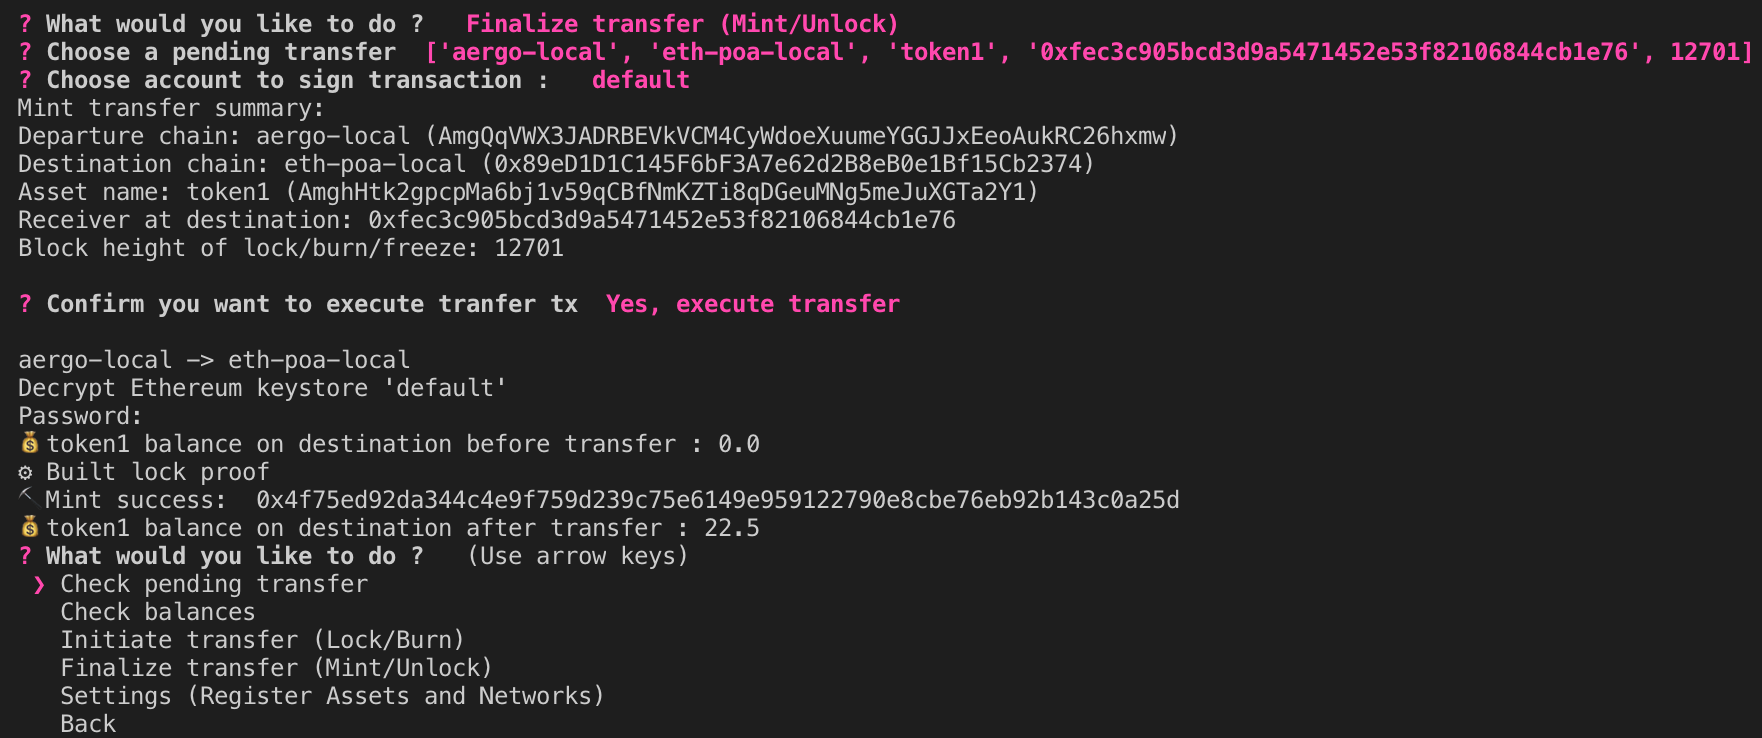 ? What would you like to do ?   Finalize transfer (Mint/Unlock)
? Choose a pending transfer  ['aergo-local', 'eth-poa-local', 'token1', '0xfec3c905bcd3d9a5471452e53f82106844cb1e76', 12701]
? Choose account to sign transaction :   default
Mint transfer summary:
Departure chain: aergo-local (AmgQqVWX3JADRBEVkVCM4CyWdoeXuumeYGGJJxEeoAukRC26hxmw)
Destination chain: eth-poa-local (0x89eD1D1C145F6bF3A7e62d2B8eB0e1Bf15Cb2374)
Asset name: token1 (AmghHtk2gpcpMa6bj1v59qCBfNmKZTi8qDGeuMNg5meJuXGTa2Y1)
Receiver at destination: 0xfec3c905bcd3d9a5471452e53f82106844cb1e76
Block height of lock/burn/freeze: 12701
? Confirm you want to execute tranfer tx  Yes, execute transfer
aergo-local -> eth-poa-local
Decrypt Ethereum keystore 'default'
Password:
💰token1 balance on destination before transfer : 0.0
⚙ Built lock proof
⛏Mint success:  0x4f75ed92da344c4e9f759d239c75e6149e959122790e8cbe76eb92b143c0a25d
💰token1 balance on destination after transfer : 22.5
? What would you like to do ?   (Use arrow keys)
❯ Check pending transfer
Check balances
Initiate transfer (Lock/Burn)
Finalize transfer (Mint/Unlock)
Settings (Register Assets and Networks)
Back